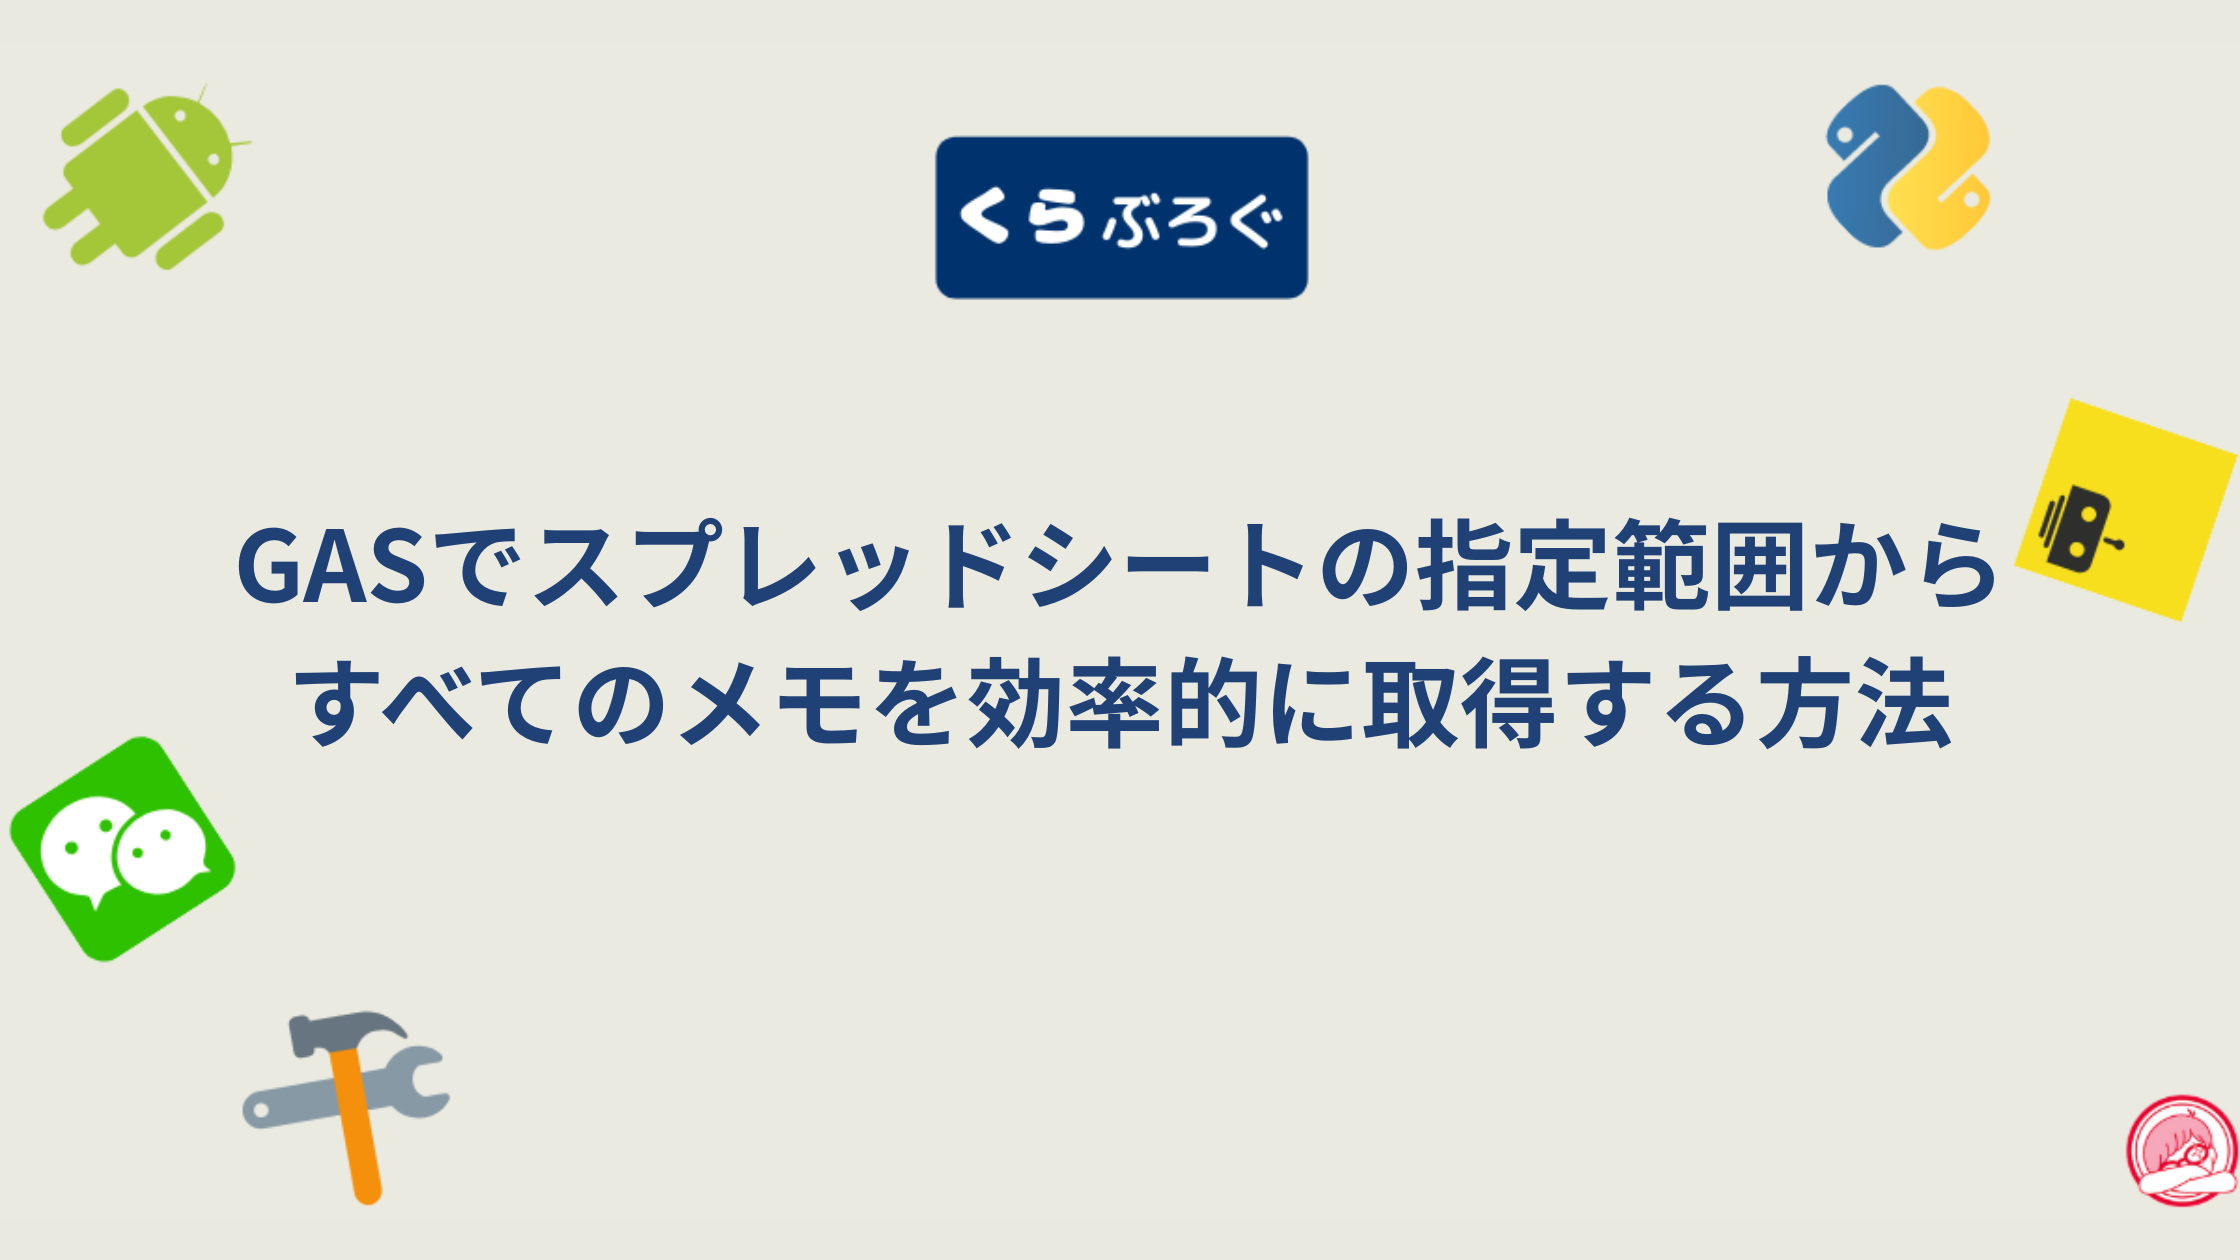 くらぶろぐ
GASでスプレッドシートの指定範囲から
すべてのメモを効率的に取得する方法